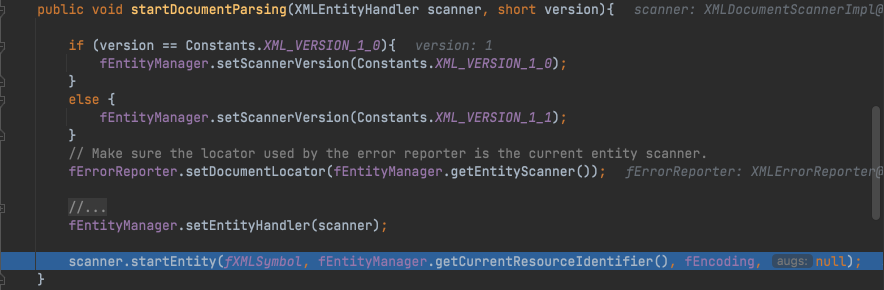 public void startDocumentParsing(XMLEntityHandler scanner, short version){ scanner: XMLDocumentScannerImpl@
if (version == Constants.XML_VERSION_1_0){ version: 1
fEntityManager.setScannerVersion(Constants.XML_VERSION_1_0);
}
else {
fEntityManager.setScannerVersion(Constants.XML_VERSION_1_1);
}
// Make sure the locator used by the error reporter is the current entity scanner.
fErrorReporter.setDocumentLocator(fEntityManager.getEntityScanner()); fErrorReporter: XMLErrorReporter@
//...
fEntityManager.setEntityHandler(scanner);
scanner.startEntity(fXMLSymbol, fEntityManager.getCurrentResourceIdentifier(), fEncoding, augs: null);
}